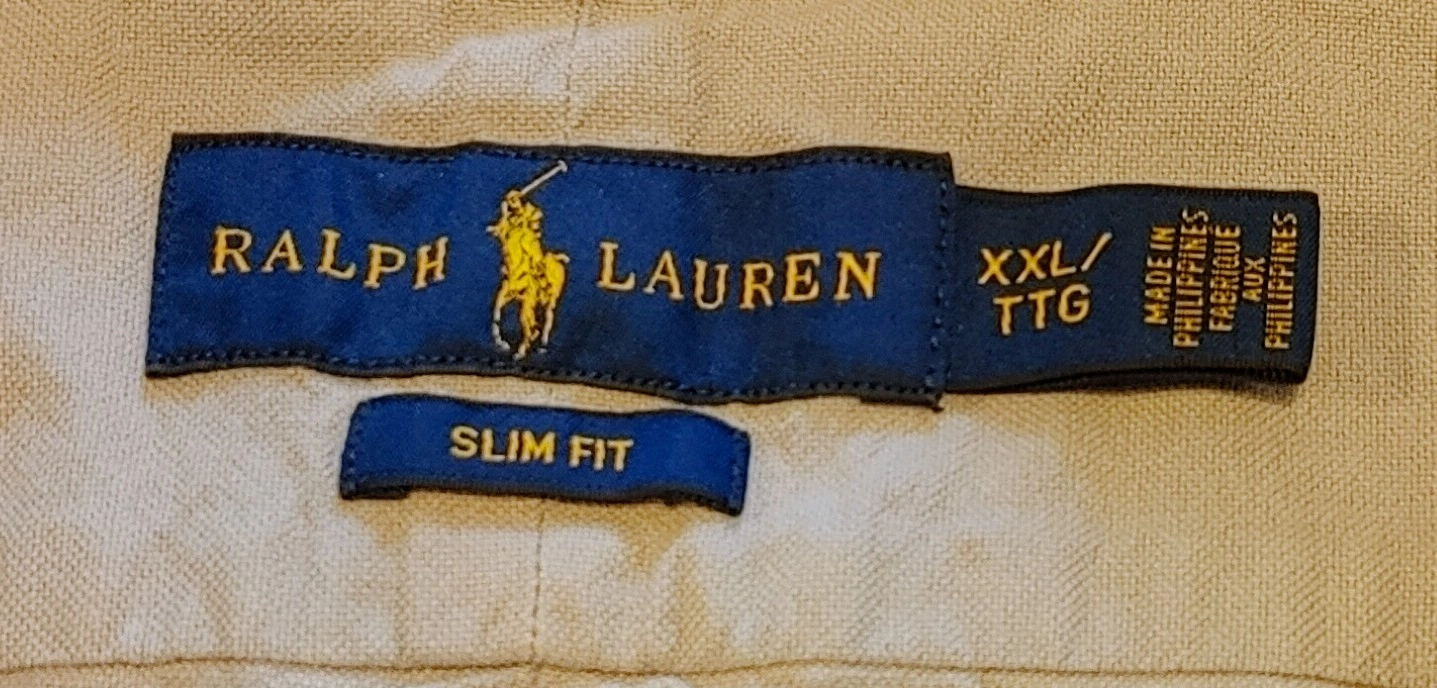 RALPH LAUREN
XXL/
TTG
MADE IN
PHILIPPINES
FABRIQUE
AUX
PHILIPPINES
SLIM FIT